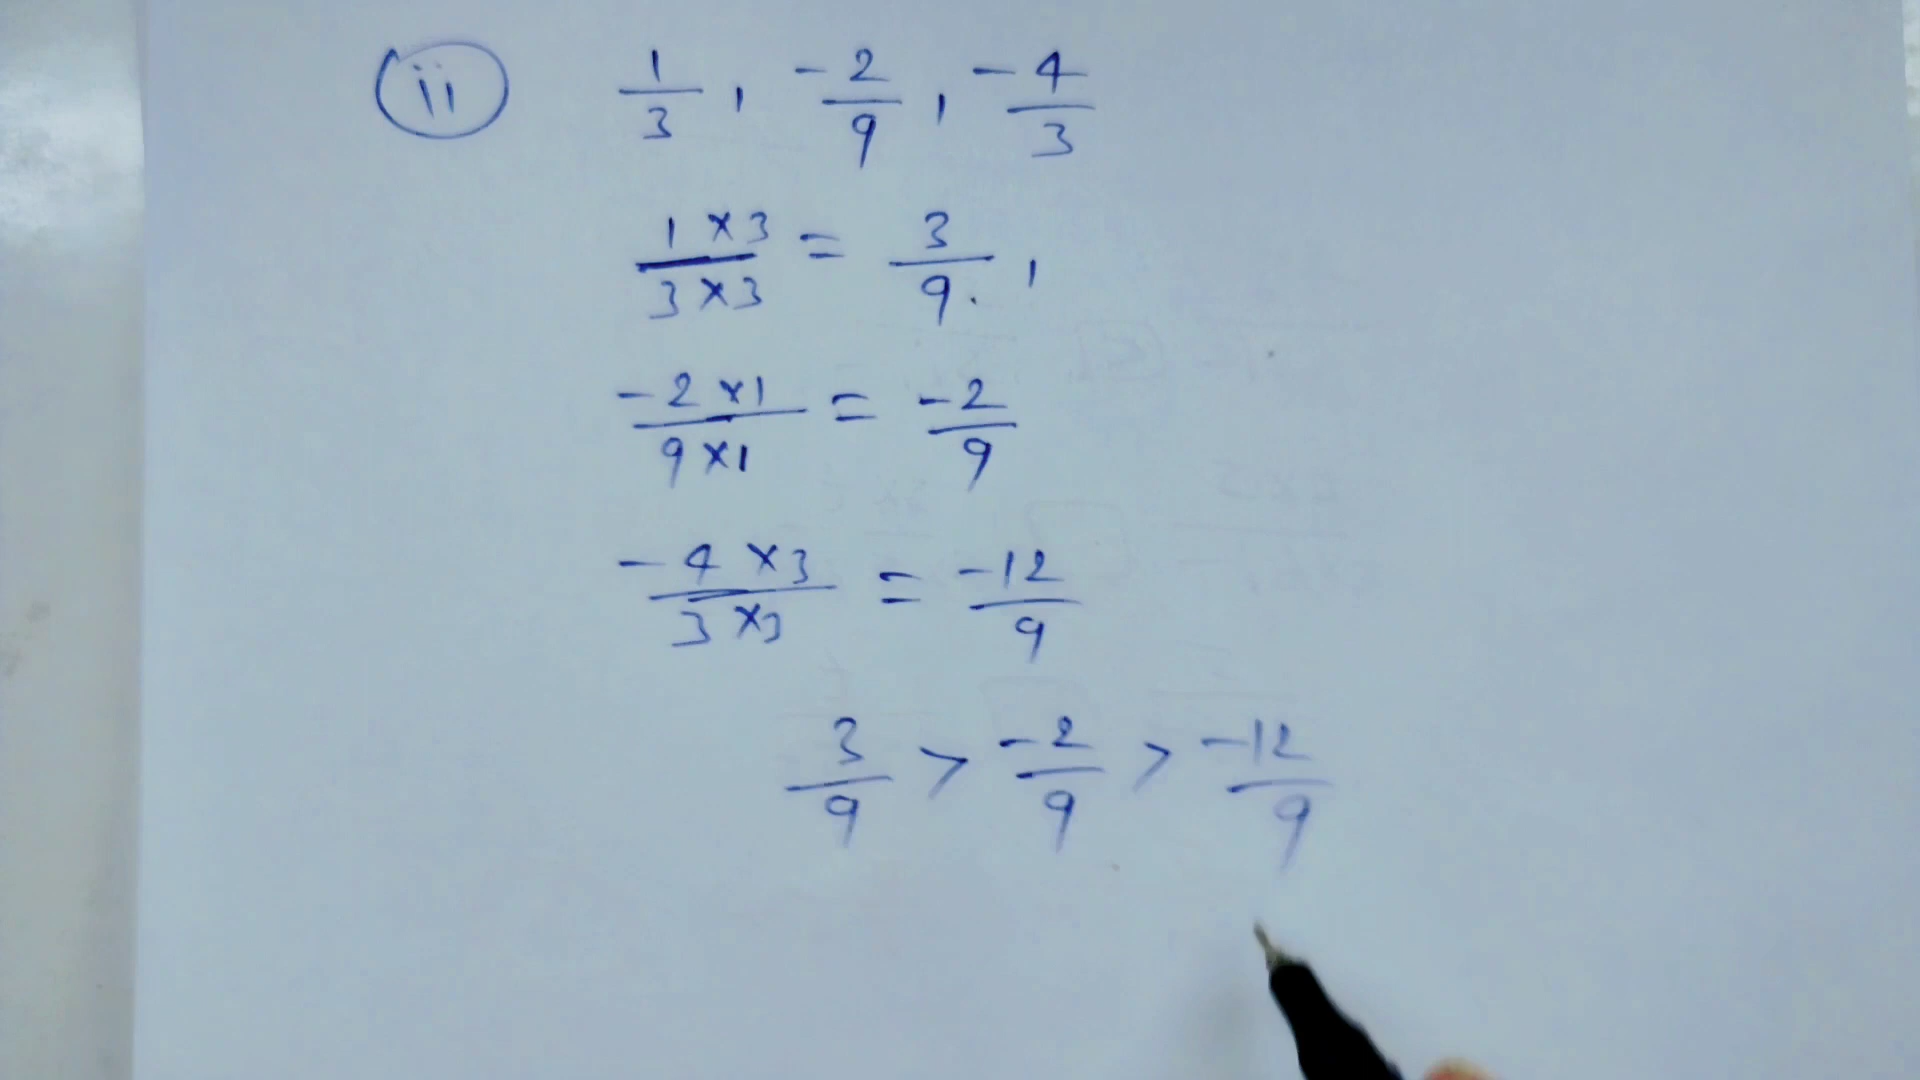 ii 1/3, -2/9, -4/3
1×3/3×3 = 3/9.,
-2×1/9×1 = -2/9
-4×3/3×3 = -12/9
3/9 > -2/9 > -12/9